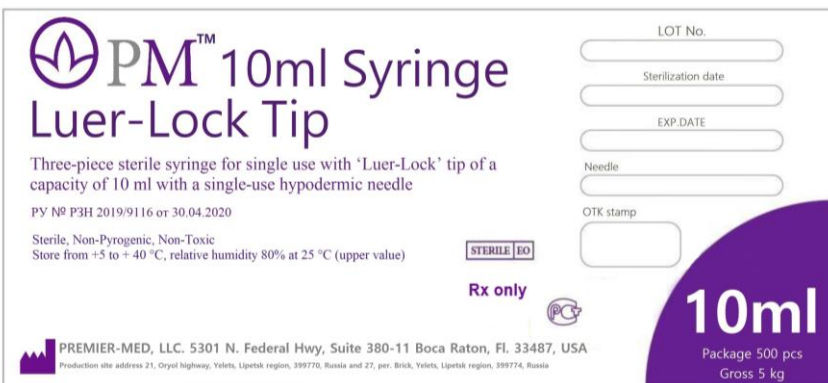 PM™ 10ml Syringe
Luer-Lock Tip
Three-piece sterile syringe for single use with ‘Luer-Lock’ tip of a
capacity of 10 ml with a single-use hypodermic needle
РУ № РЗН 2019/9116 от 30.04.2020
Sterile, Non-Pyrogenic, Non-Toxic
Store from +5 to + 40 °C, relative humidity 80% at 25 °C (upper value)
STERILE EO
Rx only
PREMIER-MED, LLC. 5301 N. Federal Hwy, Suite 380-11 Boca Raton, Fl. 33487, USA
Production site address 21, Oryol highway, Yelets, Lipetsk region, 399770, Russia and 27, per. Brick, Yelets, Lipetsk region, 399774, Russia
LOT No.
Sterilization date
EXP.DATE
Needle
OTK stamp
10ml
Package 500 pcs
Gross 5 kg